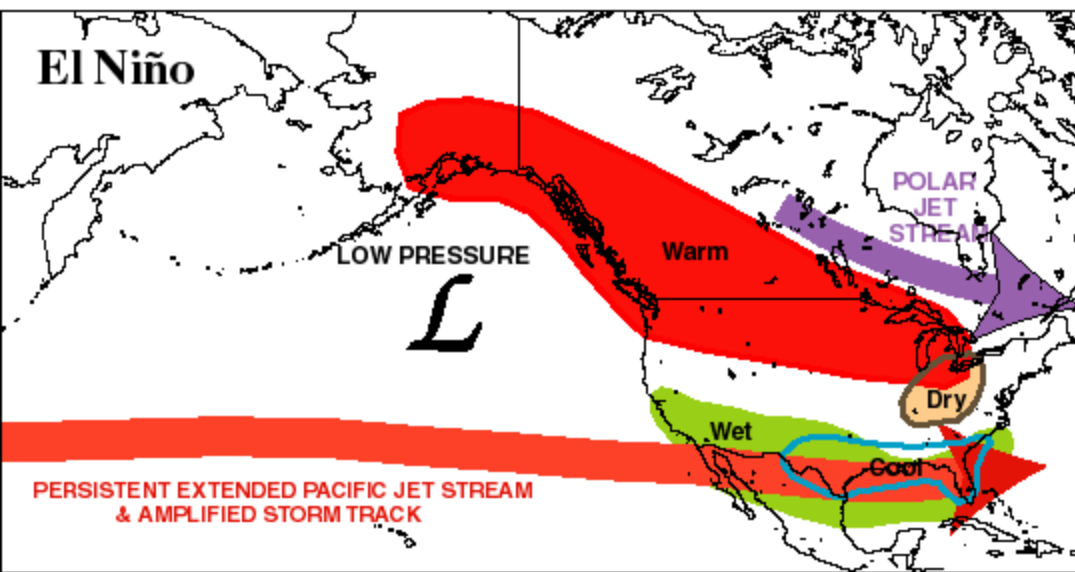 El Niño
POLAR
JET
STREAM
LOW PRESSURE
L
Warm
Dry
Wet
Cool
PERSISTENT EXTENDED PACIFIC JET STREAM
& AMPLIFIED STORM TRACK